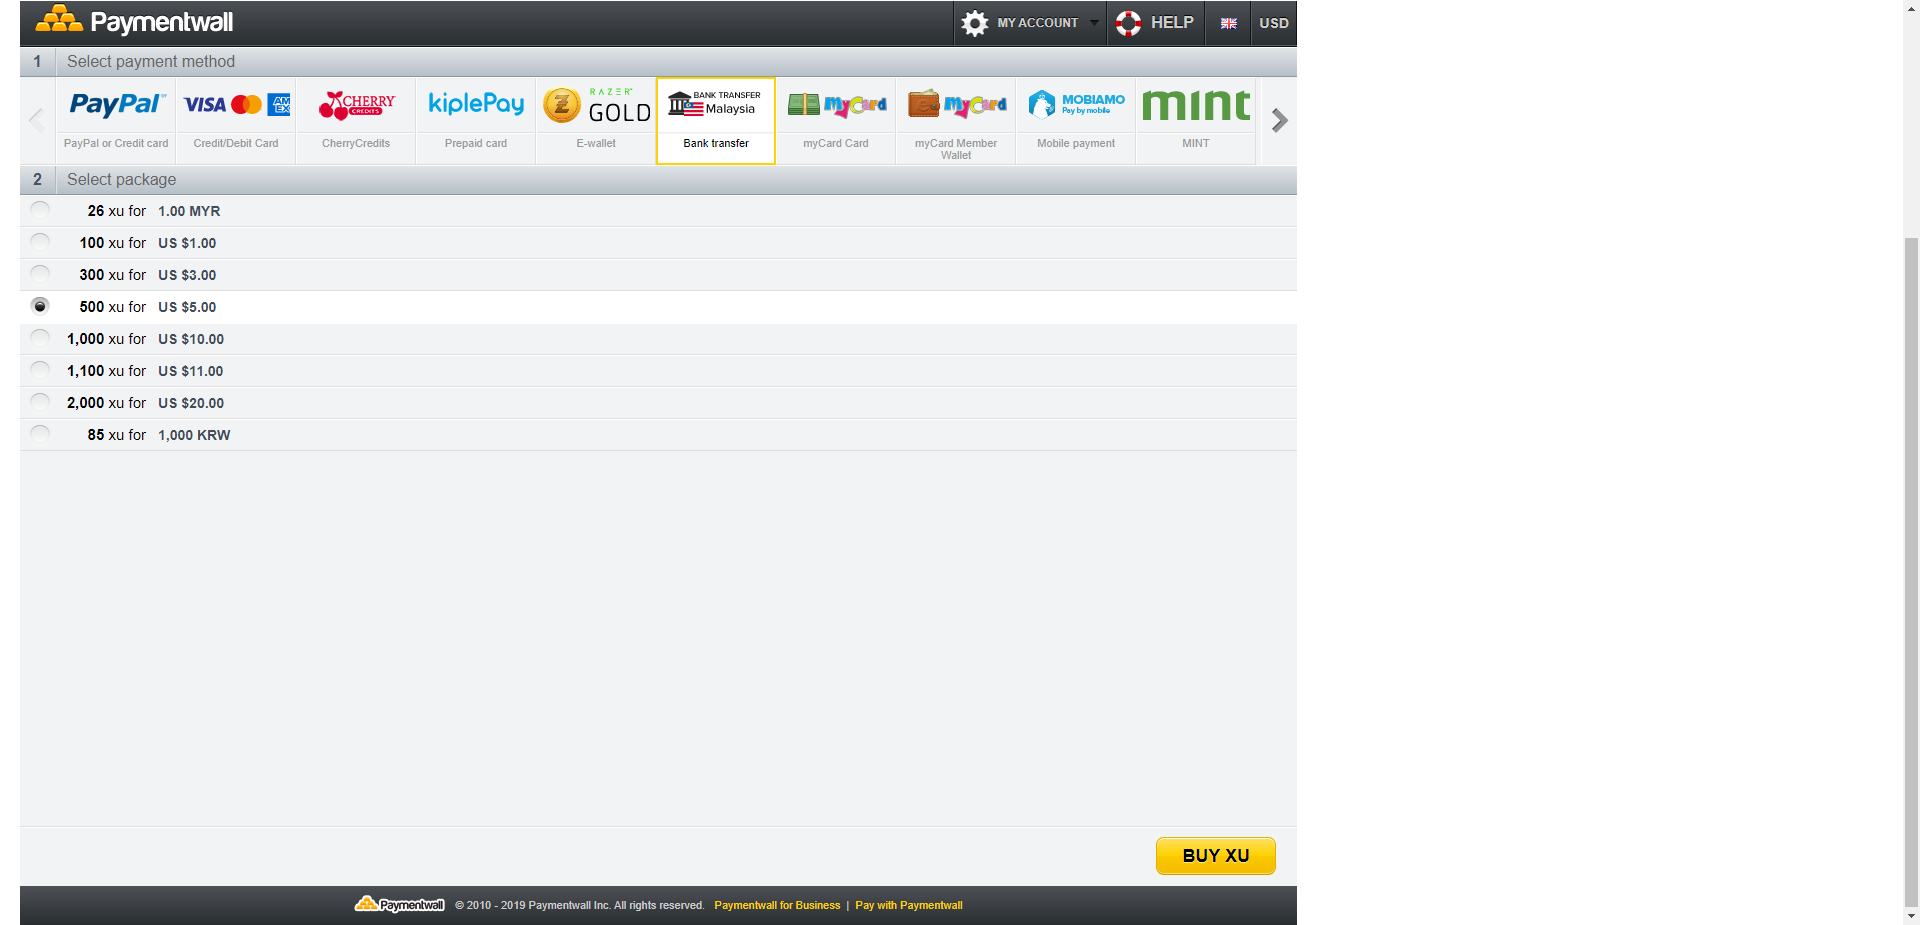 Paymentwall
MY ACCOUNT
HELP
USD
1 Select payment method
PayPal
VISA AM EX
CHERRY CREDITS
kiplePay
RAZER GOLD
BANK TRANSFER Malaysia
MyCard
MyCard
MOBIAMO Pay by mobile
mint
PayPal or Credit card
Credit/Debit Card
CherryCredits
Prepaid card
E-wallet
Bank transfer
myCard Card
myCard Member Wallet
Mobile payment
MINT
2 Select package
26 xu for 1.00 MYR
100 xu for US $1.00
300 xu for US $3.00
500 xu for US $5.00
1,000 xu for US $10.00
1,100 xu for US $11.00
2,000 xu for US $20.00
85 xu for 1,000 KRW
BUY XU
Paymentwall © 2010 - 2019 Paymentwall Inc. All rights reserved. Paymentwall for Business | Pay with Paymentwall